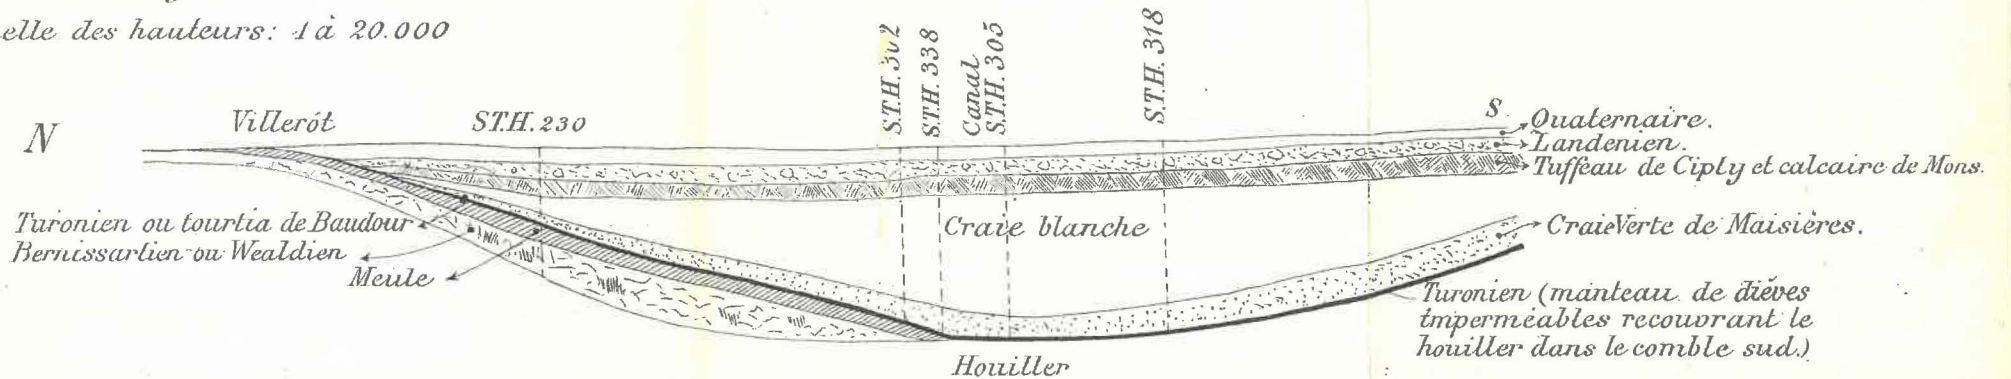 elle des hauteurs: 1 à 20.000
S.T.H. 302
S.T.H. 338
Canal
S.T.H. 305
S.T.H. 318
N
Villerot
S.T.H. 230
S.
Quaternaire.
Landenien.
Tuffeau de Ciply et calcaire de Mons.
Turonien ou tourtia de Baudour
Bernissartien ou Wealdien
Meule
Craie blanche
Craie Verte de Maisières.
Turonien (manteau de dièves
imperméables recouvrant le
houiller dans le comble sud.)
Houiller